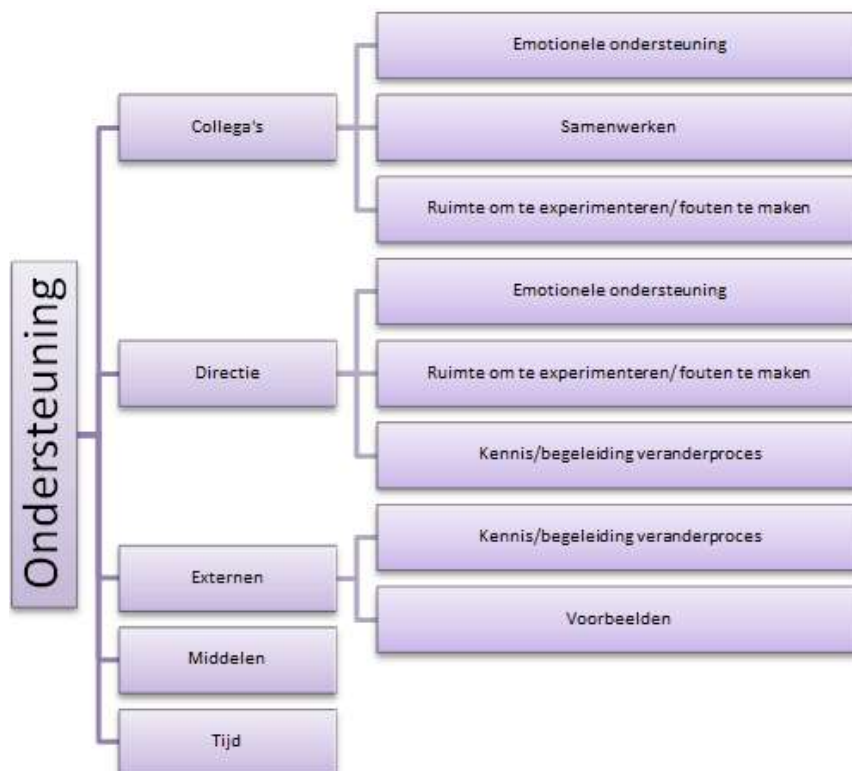 Ondersteuning
Collega's
Emotionele ondersteuning
Samenwerken
Ruimte om te experimenteren/ fouten te maken
Directie
Emotionele ondersteuning
Ruimte om te experimenteren/ fouten te maken
Kennis/begeleiding veranderproces
Externen
Kennis/begeleiding veranderproces
Voorbeelden
Middelen
Tijd